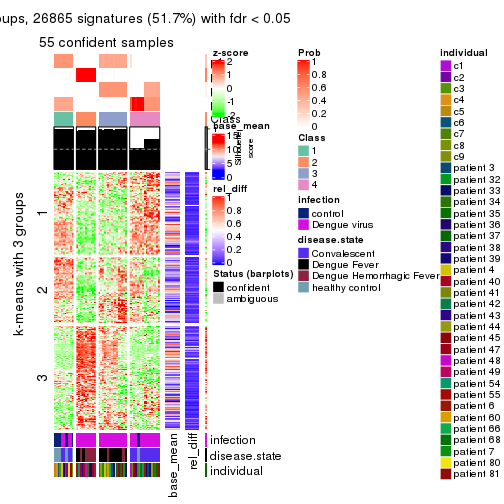 oups, 26865 signatures (51.7%) with fdr < 0.05
55 confident samples
k-means with 3 groups
1
2
3
z-score
2
1
0
-1
-2
Class
Silhouette
score
base_mean
15
10
5
0
rel_diff
1
0.8
0.6
0.4
0.2
0
Status (barplots)
confident
ambiguous
infection
disease.state
individual
base_mean
rel_diff
Prob
1
0.8
0.6
0.4
0.2
0
Class
1
2
3
4
infection
control
Dengue virus
disease.state
Convalescent
Dengue Fever
Dengue Hemorrhagic Fever
healthy control
individual
c1
c2
c3
c4
c5
c6
c7
c8
c9
patient 3
patient 32
patient 33
patient 34
patient 35
patient 36
patient 37
patient 38
patient 39
patient 4
patient 40
patient 41
patient 42
patient 43
patient 44
patient 45
patient 47
patient 48
patient 49
patient 54
patient 55
patient 6
patient 60
patient 66
patient 68
patient 7
patient 80
patient 81